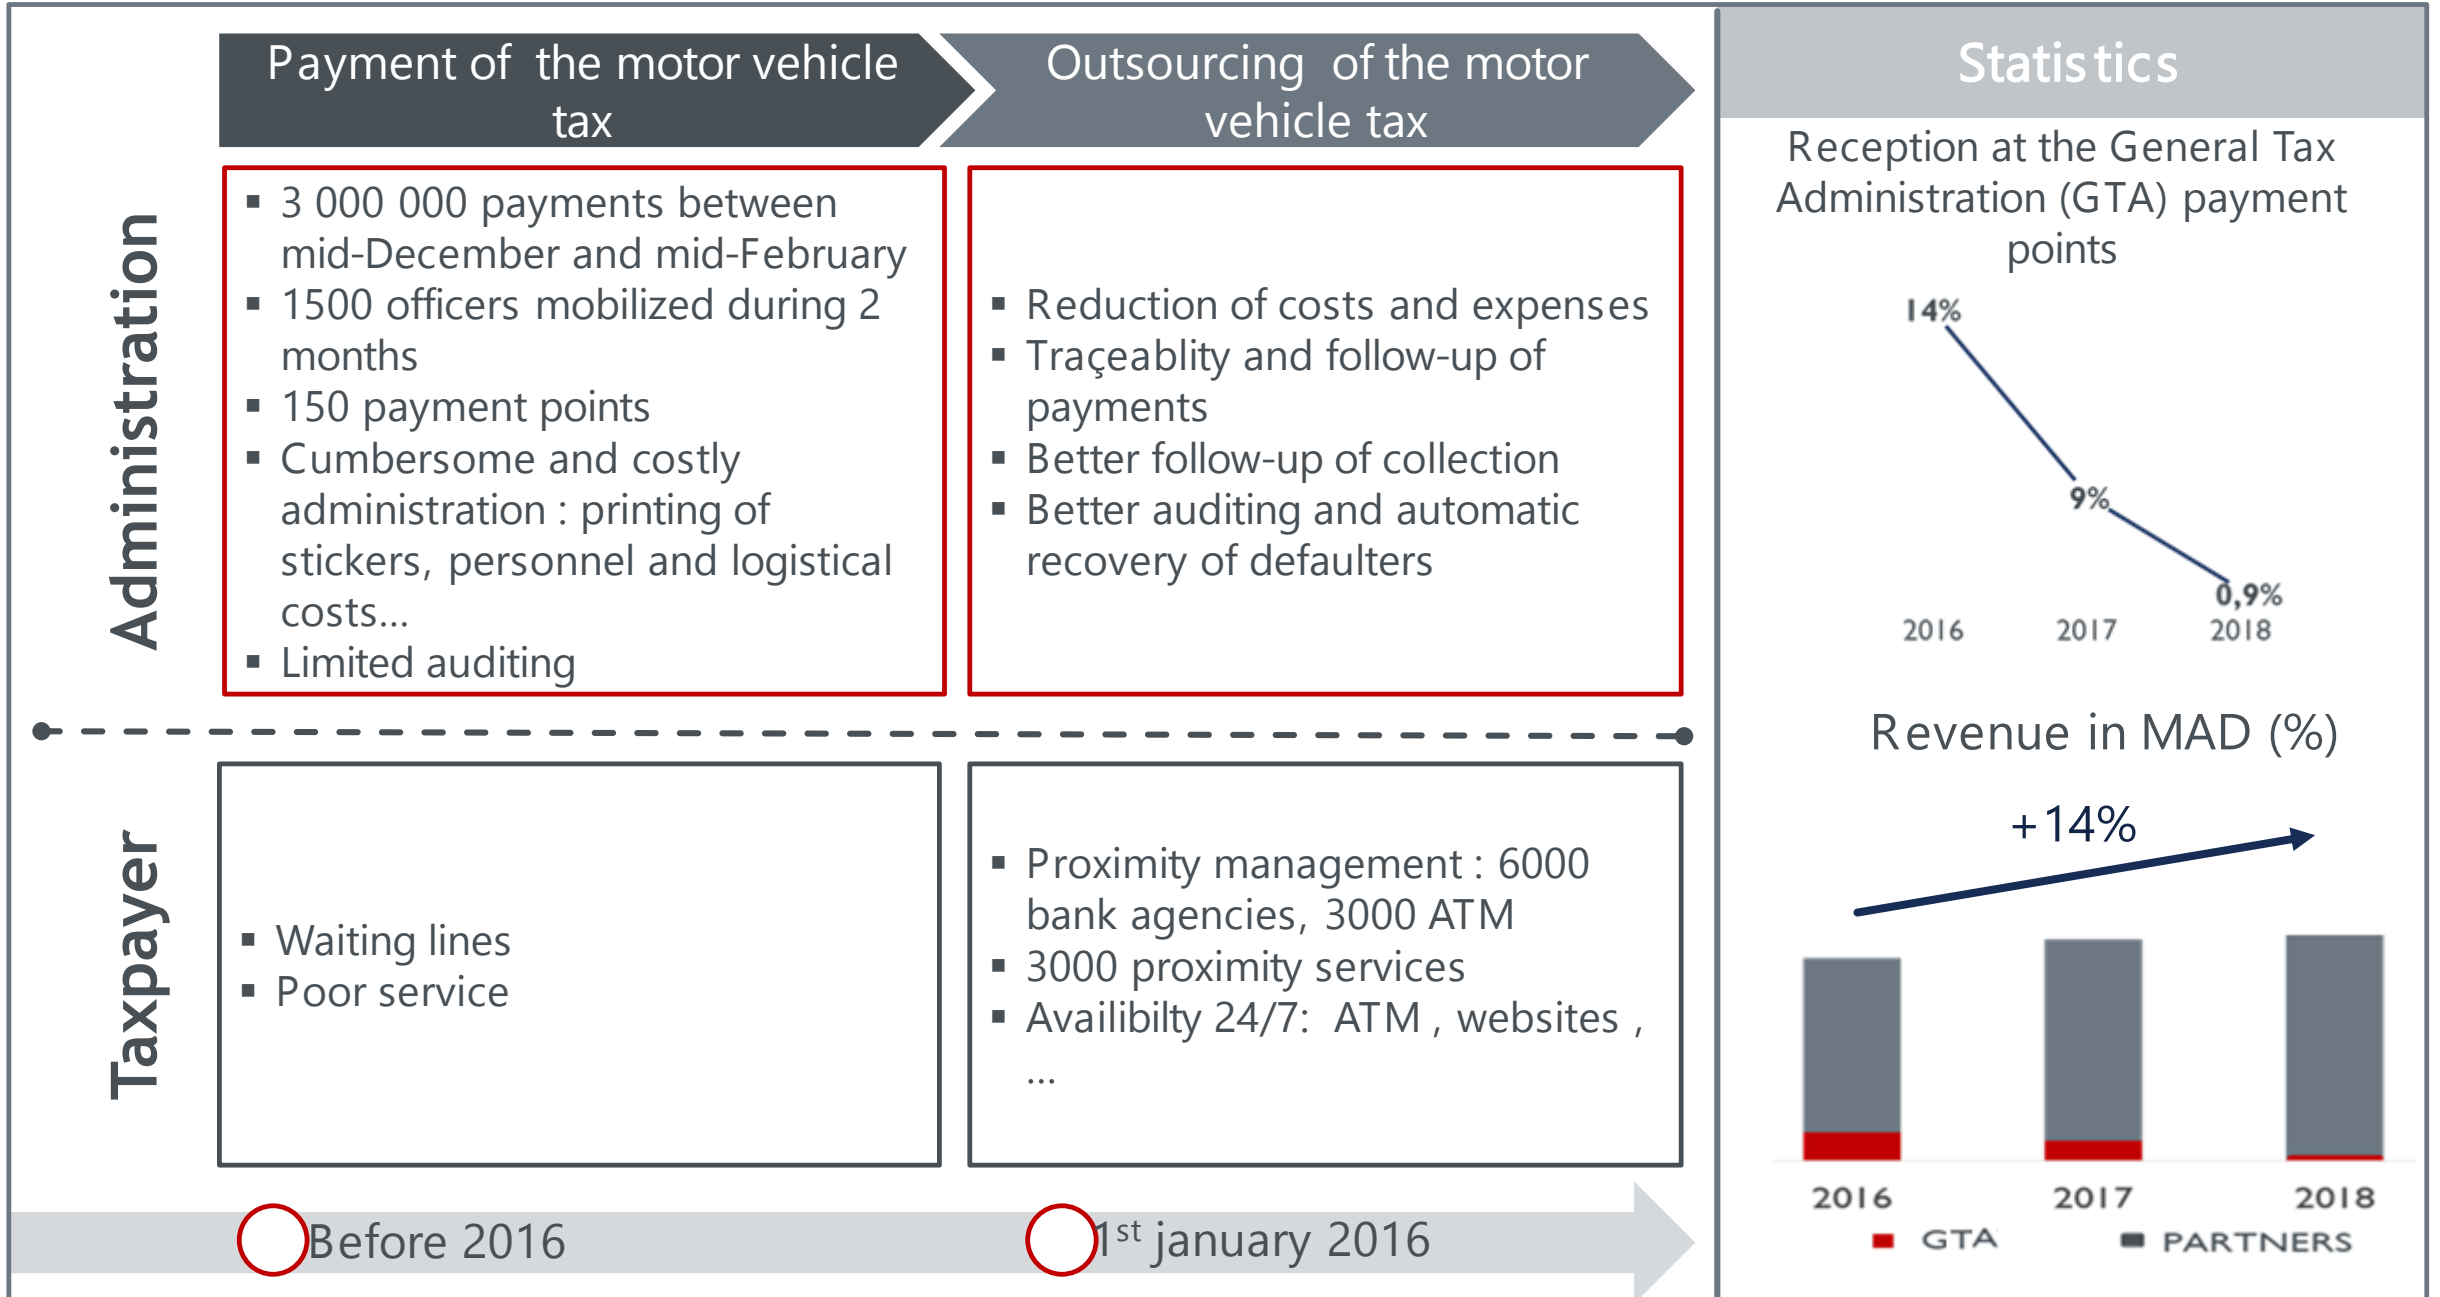 Payment of the motor vehicle
tax
Outsourcing of the motor
vehicle tax
Administration
▪ 3 000 000 payments between
mid-December and mid-February
▪ 1500 officers mobilized during 2
months
▪ 150 payment points
▪ Cumbersome and costly
administration : printing of
stickers, personnel and logistical
costs...
▪ Limited auditing
▪ Reduction of costs and expenses
▪ Traçeablity and follow-up of
payments
▪ Better follow-up of collection
▪ Better auditing and automatic
recovery of defaulters
Taxpayer
▪ Waiting lines
▪ Poor service
▪ Proximity management : 6000
bank agencies, 3000 ATM
▪ 3000 proximity services
▪ Availibilty 24/7: ATM , websites ,
...
Before 2016
1st january 2016
Statistics
Reception at the General Tax
Administration (GTA) payment
points
14%
9%
0,9%
2016 2017 2018
Revenue in MAD (%)
+14%
2016 2017 2018
GTA PARTNERS